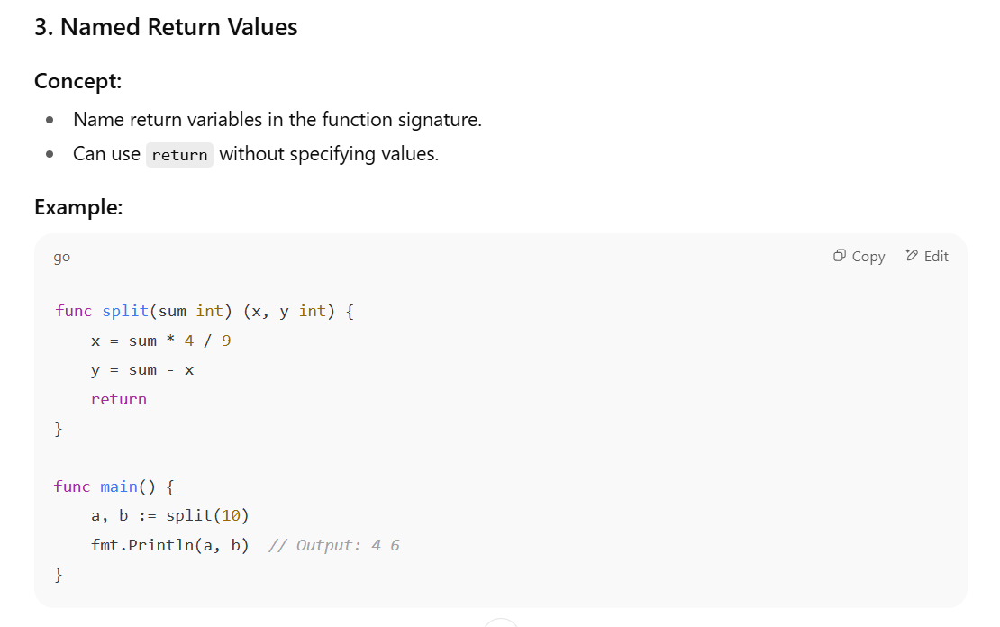 3. Named Return Values
Concept:
• Name return variables in the function signature.
• Can use return without specifying values.
Example:
go Copy Edit
func split(sum int) (x, y int) {
    x = sum * 4 / 9
    y = sum - x
    return
}
func main() {
    a, b := split(10)
    fmt.Println(a, b)  // Output: 4 6
}